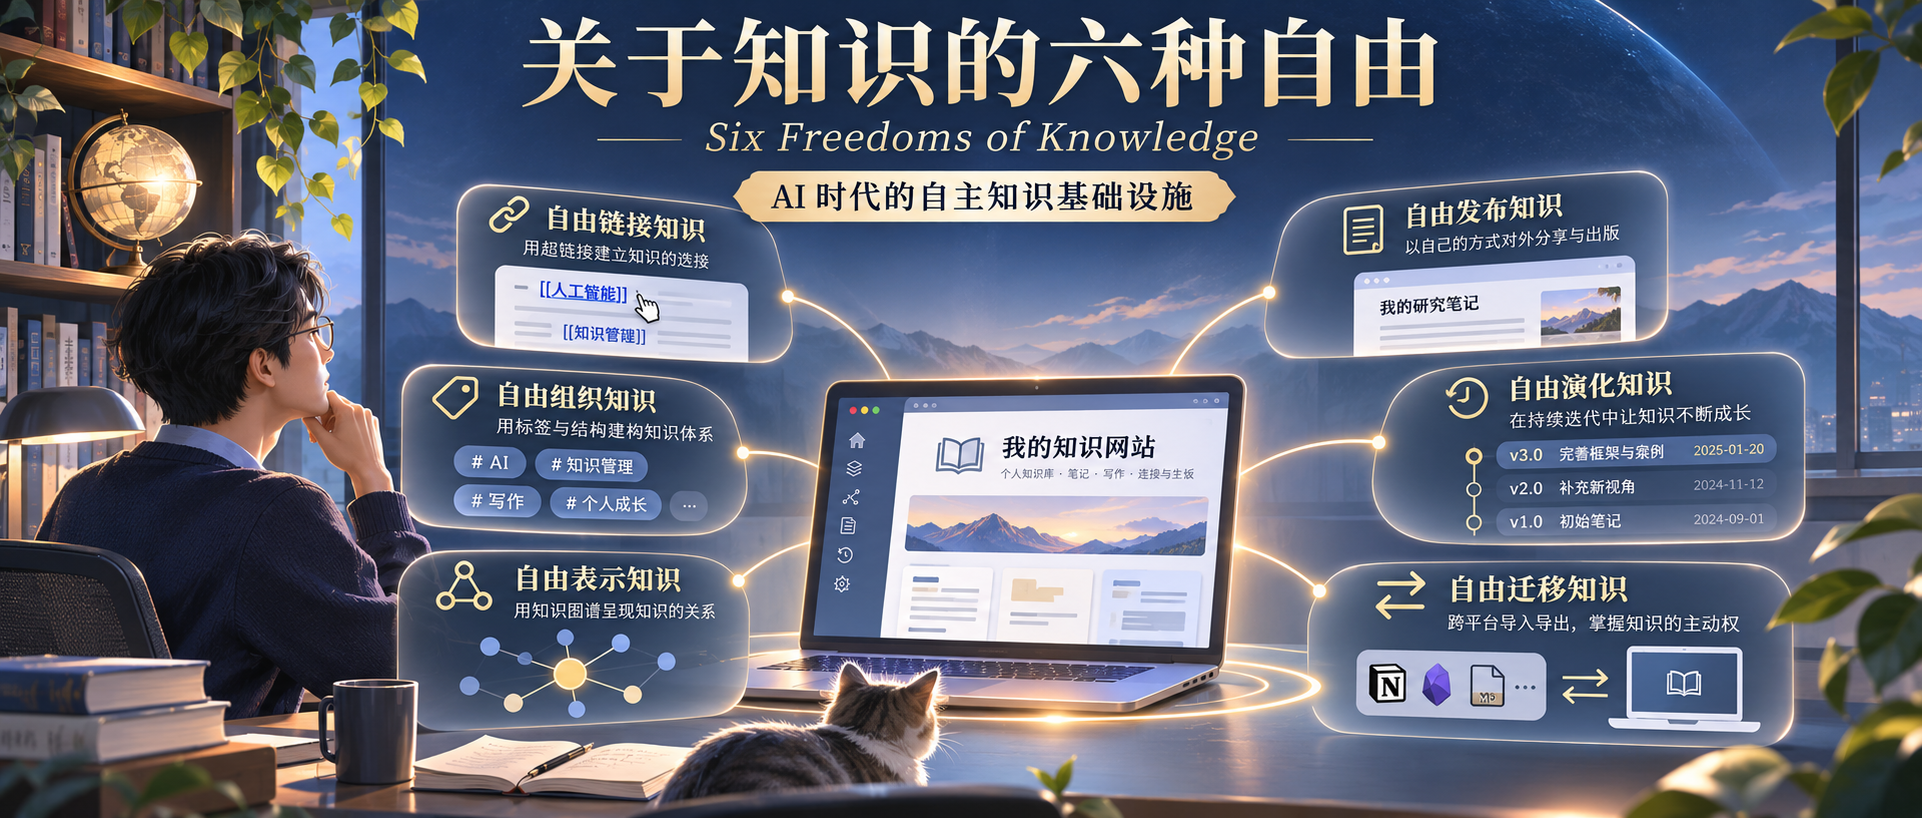 关于知识的六种自由
Six Freedoms of Knowledge
AI 时代的自主知识基础设施
自由链接知识
用超链接建立知识的连接
[[人工智能]]
[[知识管理]]
自由组织知识
用标签与结构建构知识体系
# AI
# 知识管理
# 写作
# 个人成长
...
自由表示知识
用知识图谱呈现知识的关系
我的知识网站
个人知识库 · 笔记 · 写作 · 连接与生版
自由发布知识
以自己的方式对外分享与出版
我的研究笔记
自由演化知识
在持续迭代中让知识不断成长
v3.0 完善框架与案例 2025-01-20
v2.0 补充新视角 2024-11-12
v1.0 初始笔记 2024-09-01
自由迁移知识
跨平台导入导出，掌握知识的主动权
N
...